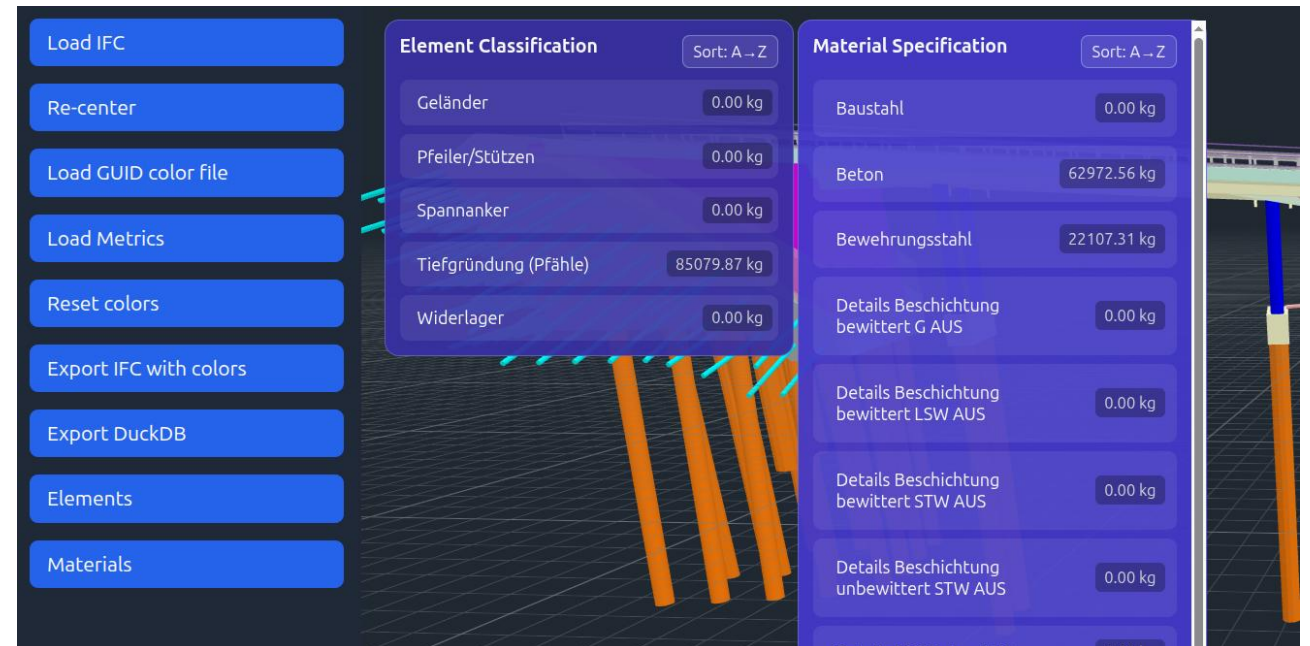 Load IFC
Re-center
Load GUID color file
Load Metrics
Reset colors
Export IFC with colors
Export DuckDB
Elements
Materials
Element Classification
Sort: A→Z
Geländer
0.00 kg
Pfeiler/Stützen
0.00 kg
Spannanker
0.00 kg
Tiefgründung (Pfähle)
85079.87 kg
Widerlager
0.00 kg
Material Specification
Sort: A→Z
Baustahl
0.00 kg
Beton
62972.56 kg
Bewehrungsstahl
22107.31 kg
Details Beschichtung
bewittert G AUS
0.00 kg
Details Beschichtung
bewittert LSW AUS
0.00 kg
Details Beschichtung
bewittert STW AUS
0.00 kg
Details Beschichtung
unbewittert STW AUS
0.00 kg